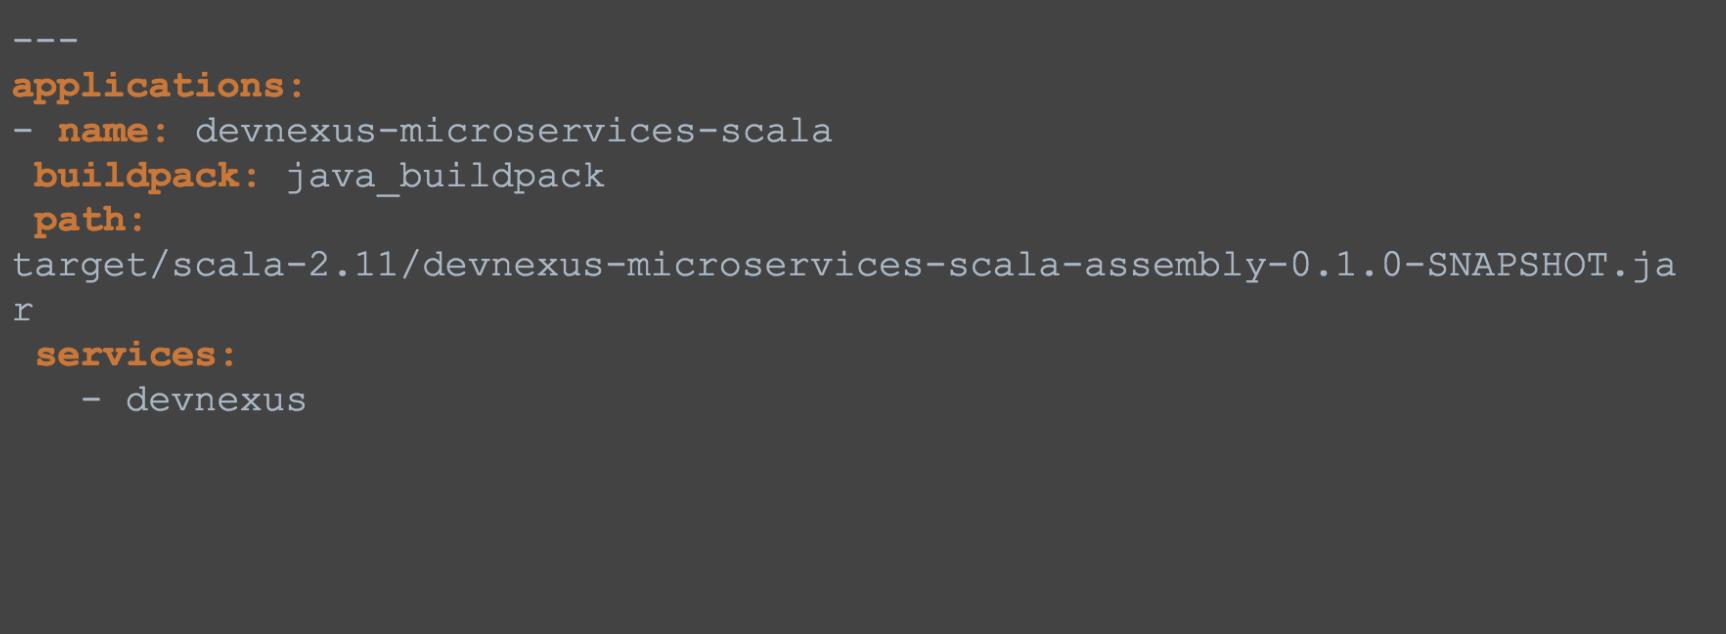 ---
applications:
- name: devnexus-microservices-scala
 buildpack: java_buildpack
 path:
target/scala-2.11/devnexus-microservices-scala-assembly-0.1.0-SNAPSHOT.ja
r
 services:
   - devnexus